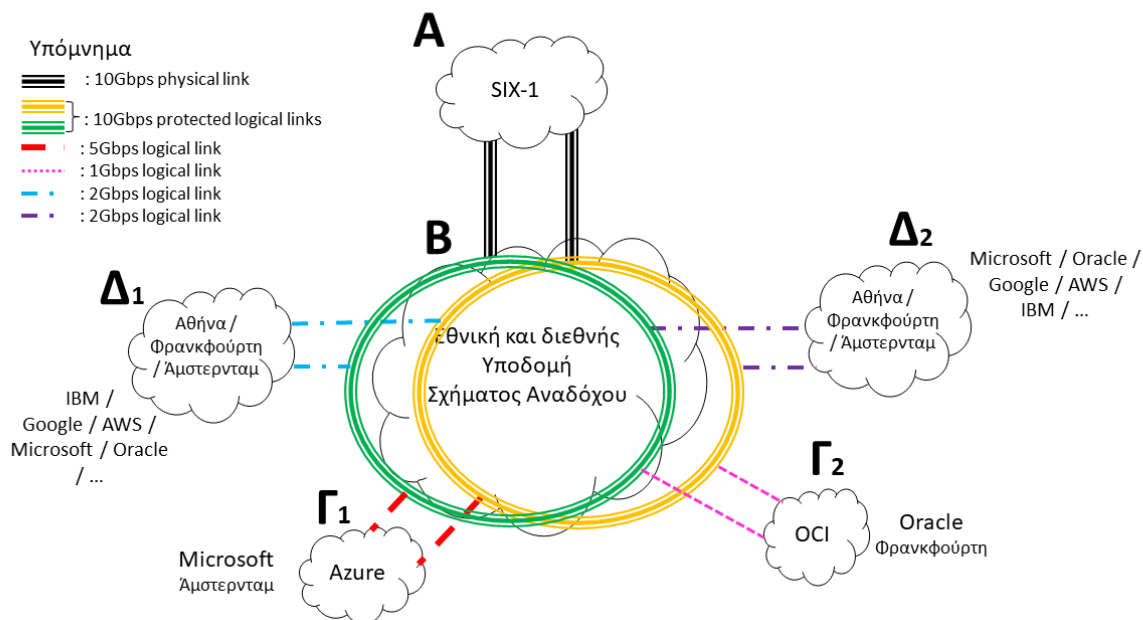 A
Υπόμνημα
: 10Gbps physical link
: 10Gbps protected logical links
: 5Gbps logical link
: 1Gbps logical link
: 2Gbps logical link
: 2Gbps logical link
SIX-1
B
Δ2
Microsoft / Oracle /
Google / AWS /
IBM / ...
Δ1
Αθήνα /
Φρανκφούρτη
/ Άμστερνταμ
Αθήνα /
Φρανκφούρτη
/ Άμστερνταμ
Εθνική και διεθνής
Υποδομή
Σχήματος Αναδόχου
IBM /
Google / AWS /
Microsoft / Oracle
/ ...
Γ1
Γ2
Microsoft
Άμστερνταμ
Azure
OCI
Oracle
Φρανκφούρτη